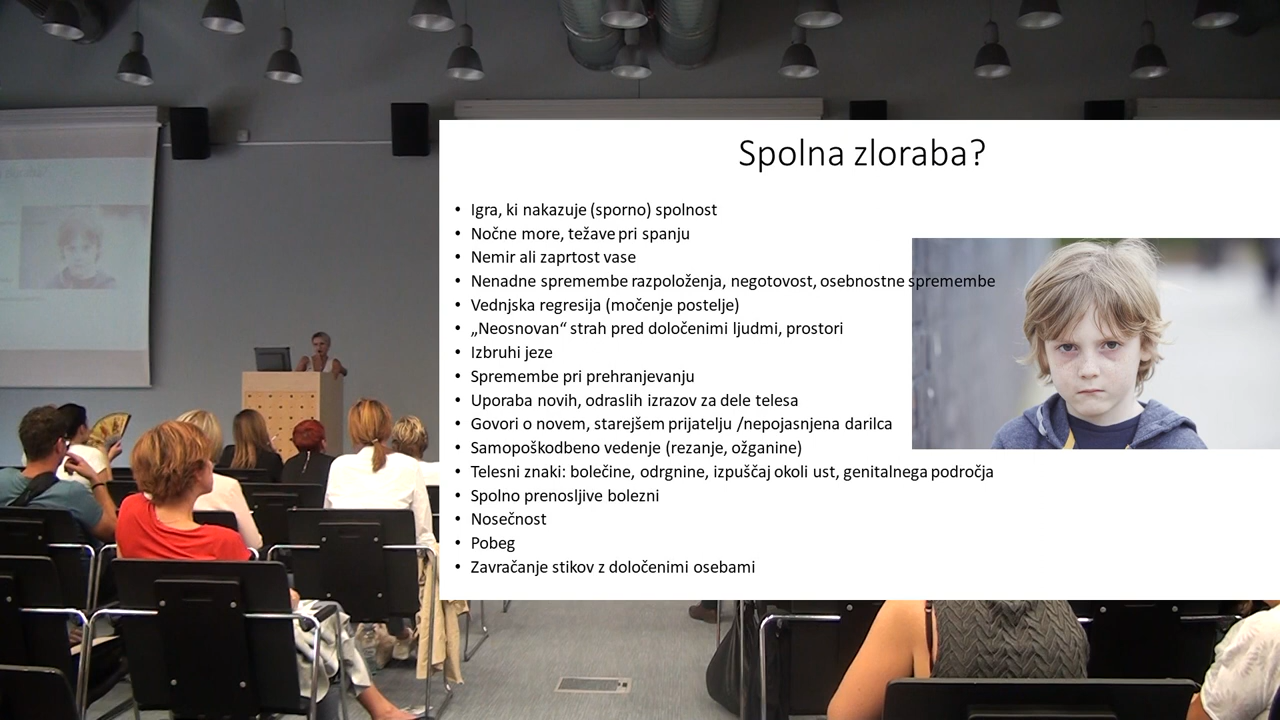 Spolna zloraba?
• Igra, ki nakazuje (sporno) spolnost
• Nočne more, težave pri spanju
• Nemir ali zaprtost vase
• Nenadne spremembe razpoloženja, negotovost, osebnostne spremembe
• Vednjska regresija (močenje postelje)
• „Neosnovan“ strah pred določenimi ljudmi, prostori
• Izbruhi jeze
• Spremembe pri prehranjevanju
• Uporaba novih, odraslih izrazov za dele telesa
• Govori o novem, starejšem prijatelju /nepojasnjena darilca
• Samopoškodbeno vedenje (rezanje, ožganine)
• Telesni znaki: bolečine, odrgnine, izpuščaj okoli ust, genitalnega področja
• Spolno prenosljive bolezni
• Nosečnost
• Pobeg
• Zavračanje stikov z določenimi osebami